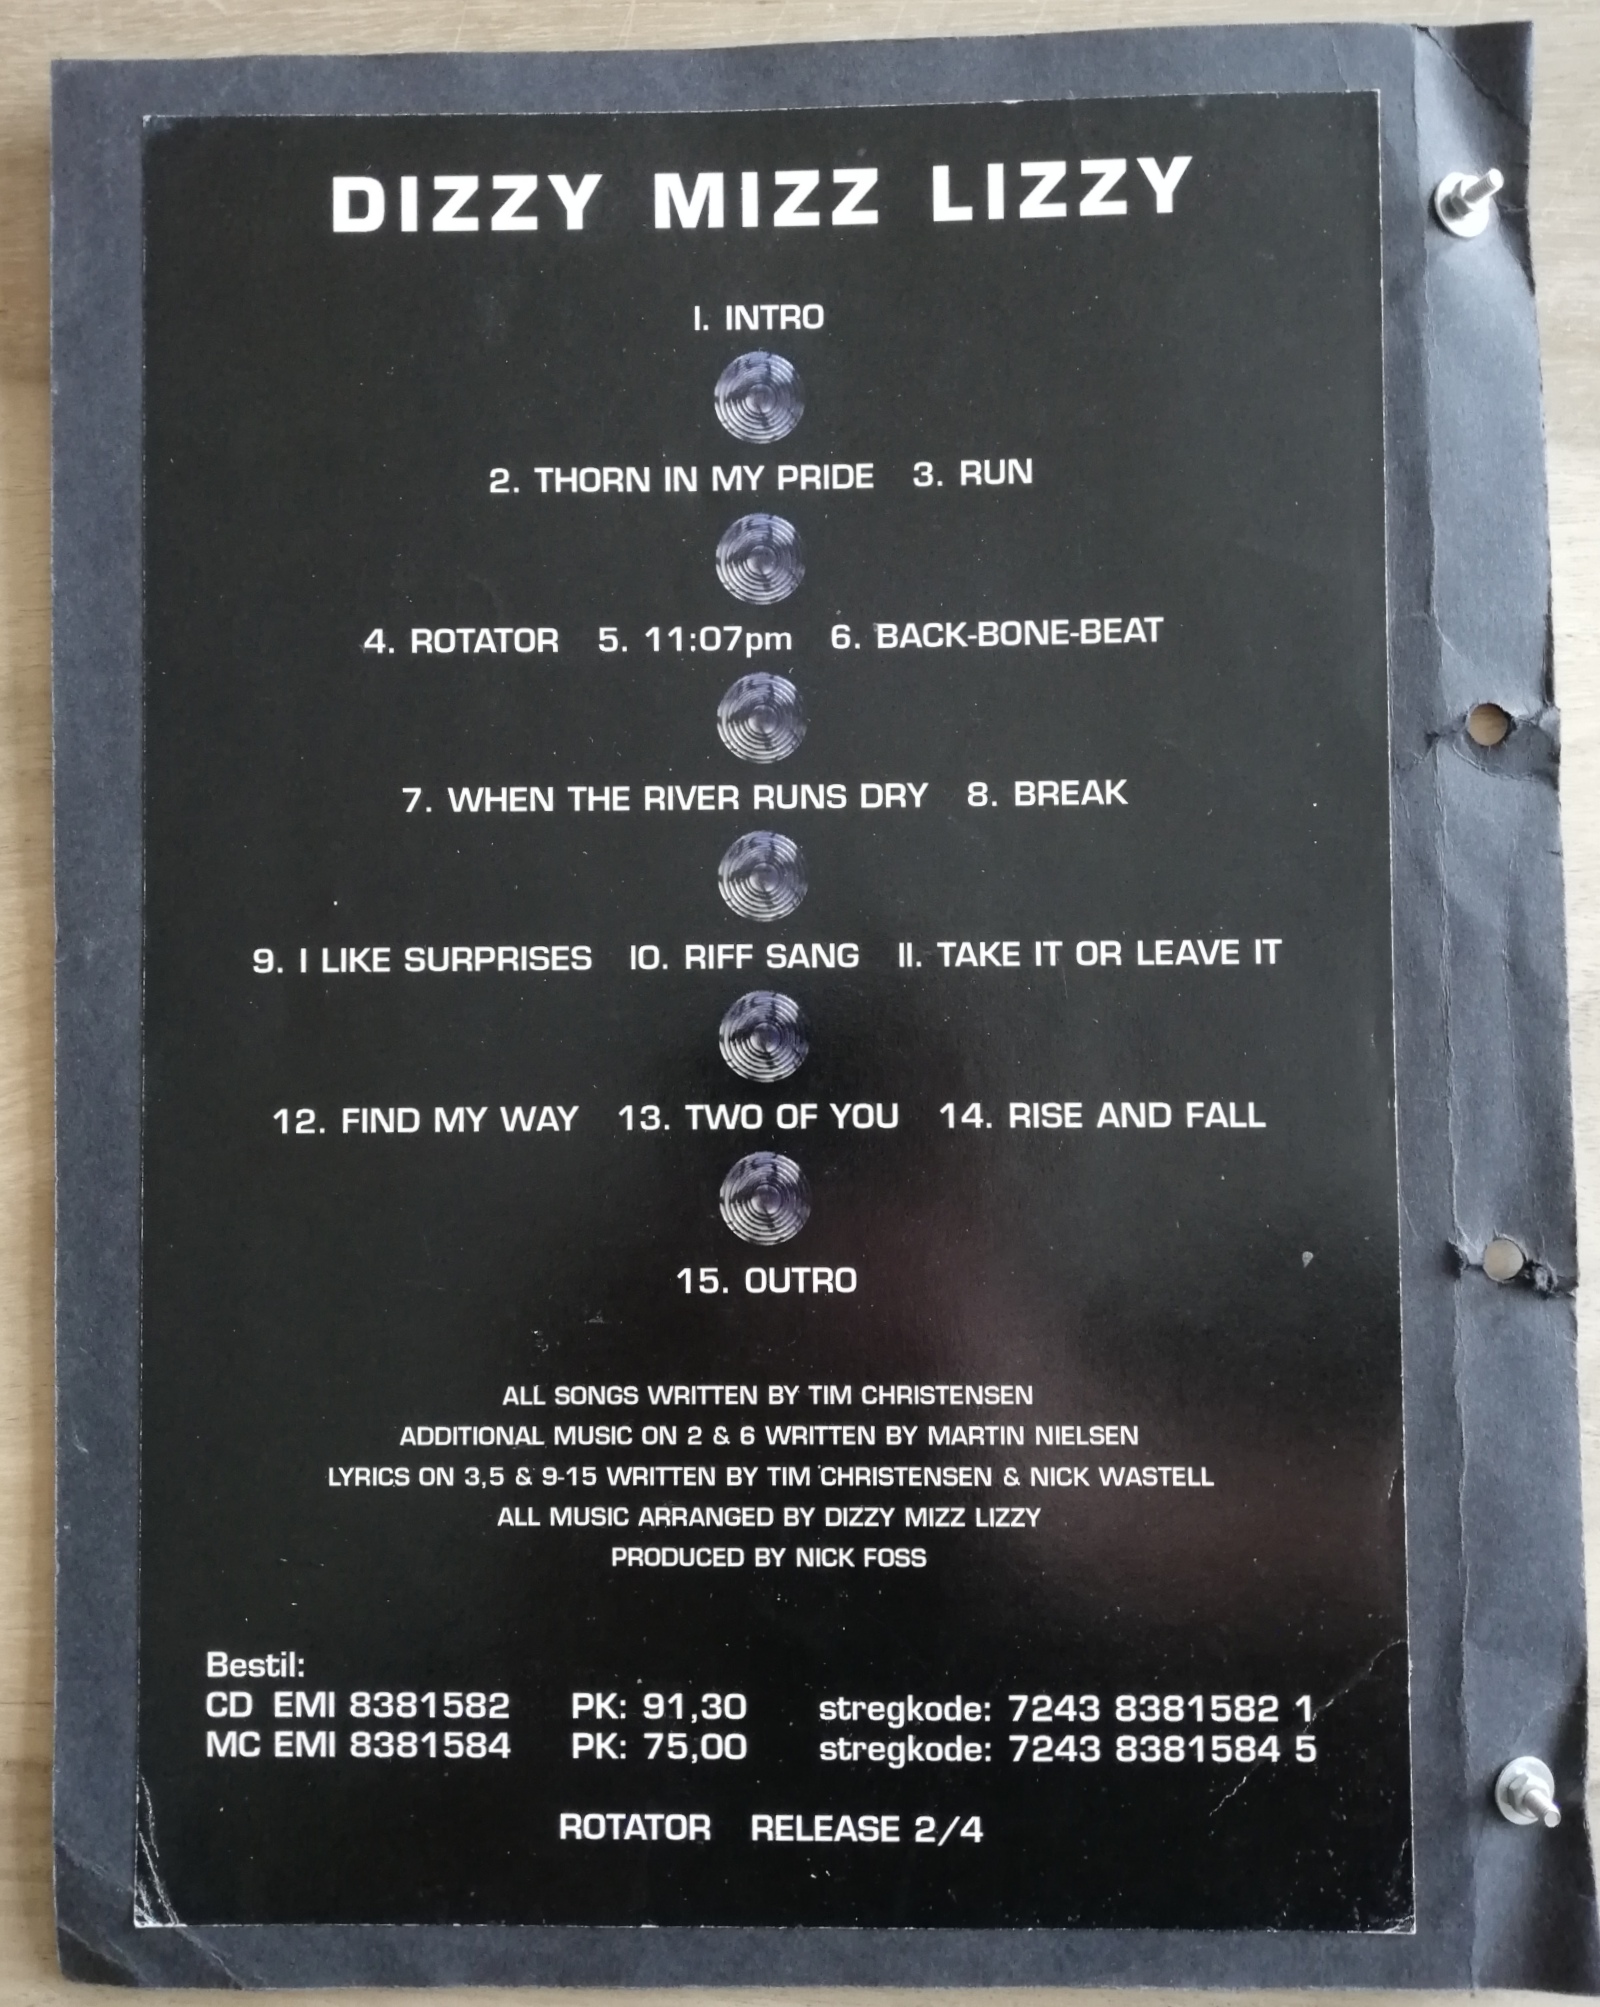 DIZZY MIZZ LIZZY
1. INTRO
2. THORN IN MY PRIDE 3. RUN
4. ROTATOR 5. 11:07pm 6. BACK-BONE-BEAT
7. WHEN THE RIVER RUNS DRY 8. BREAK
9. I LIKE SURPRISES 10. RIFF SANG 11. TAKE IT OR LEAVE IT
12. FIND MY WAY 13. TWO OF YOU 14. RISE AND FALL
15. OUTRO
ALL SONGS WRITTEN BY TIM CHRISTENSEN
ADDITIONAL MUSIC ON 2 & 6 WRITTEN BY MARTIN NIELSEN
LYRICS ON 3,5 & 9-15 WRITTEN BY TIM CHRISTENSEN & NICK WASTELL
ALL MUSIC ARRANGED BY DIZZY MIZZ LIZZY
PRODUCED BY NICK FOSS
Bestil:
CD EMI 8381582 PK: 91,30 stregkode: 7243 8381582 1
MC EMI 8381584 PK: 75,00 stregkode: 7243 8381584 5
ROTATOR RELEASE 2/4